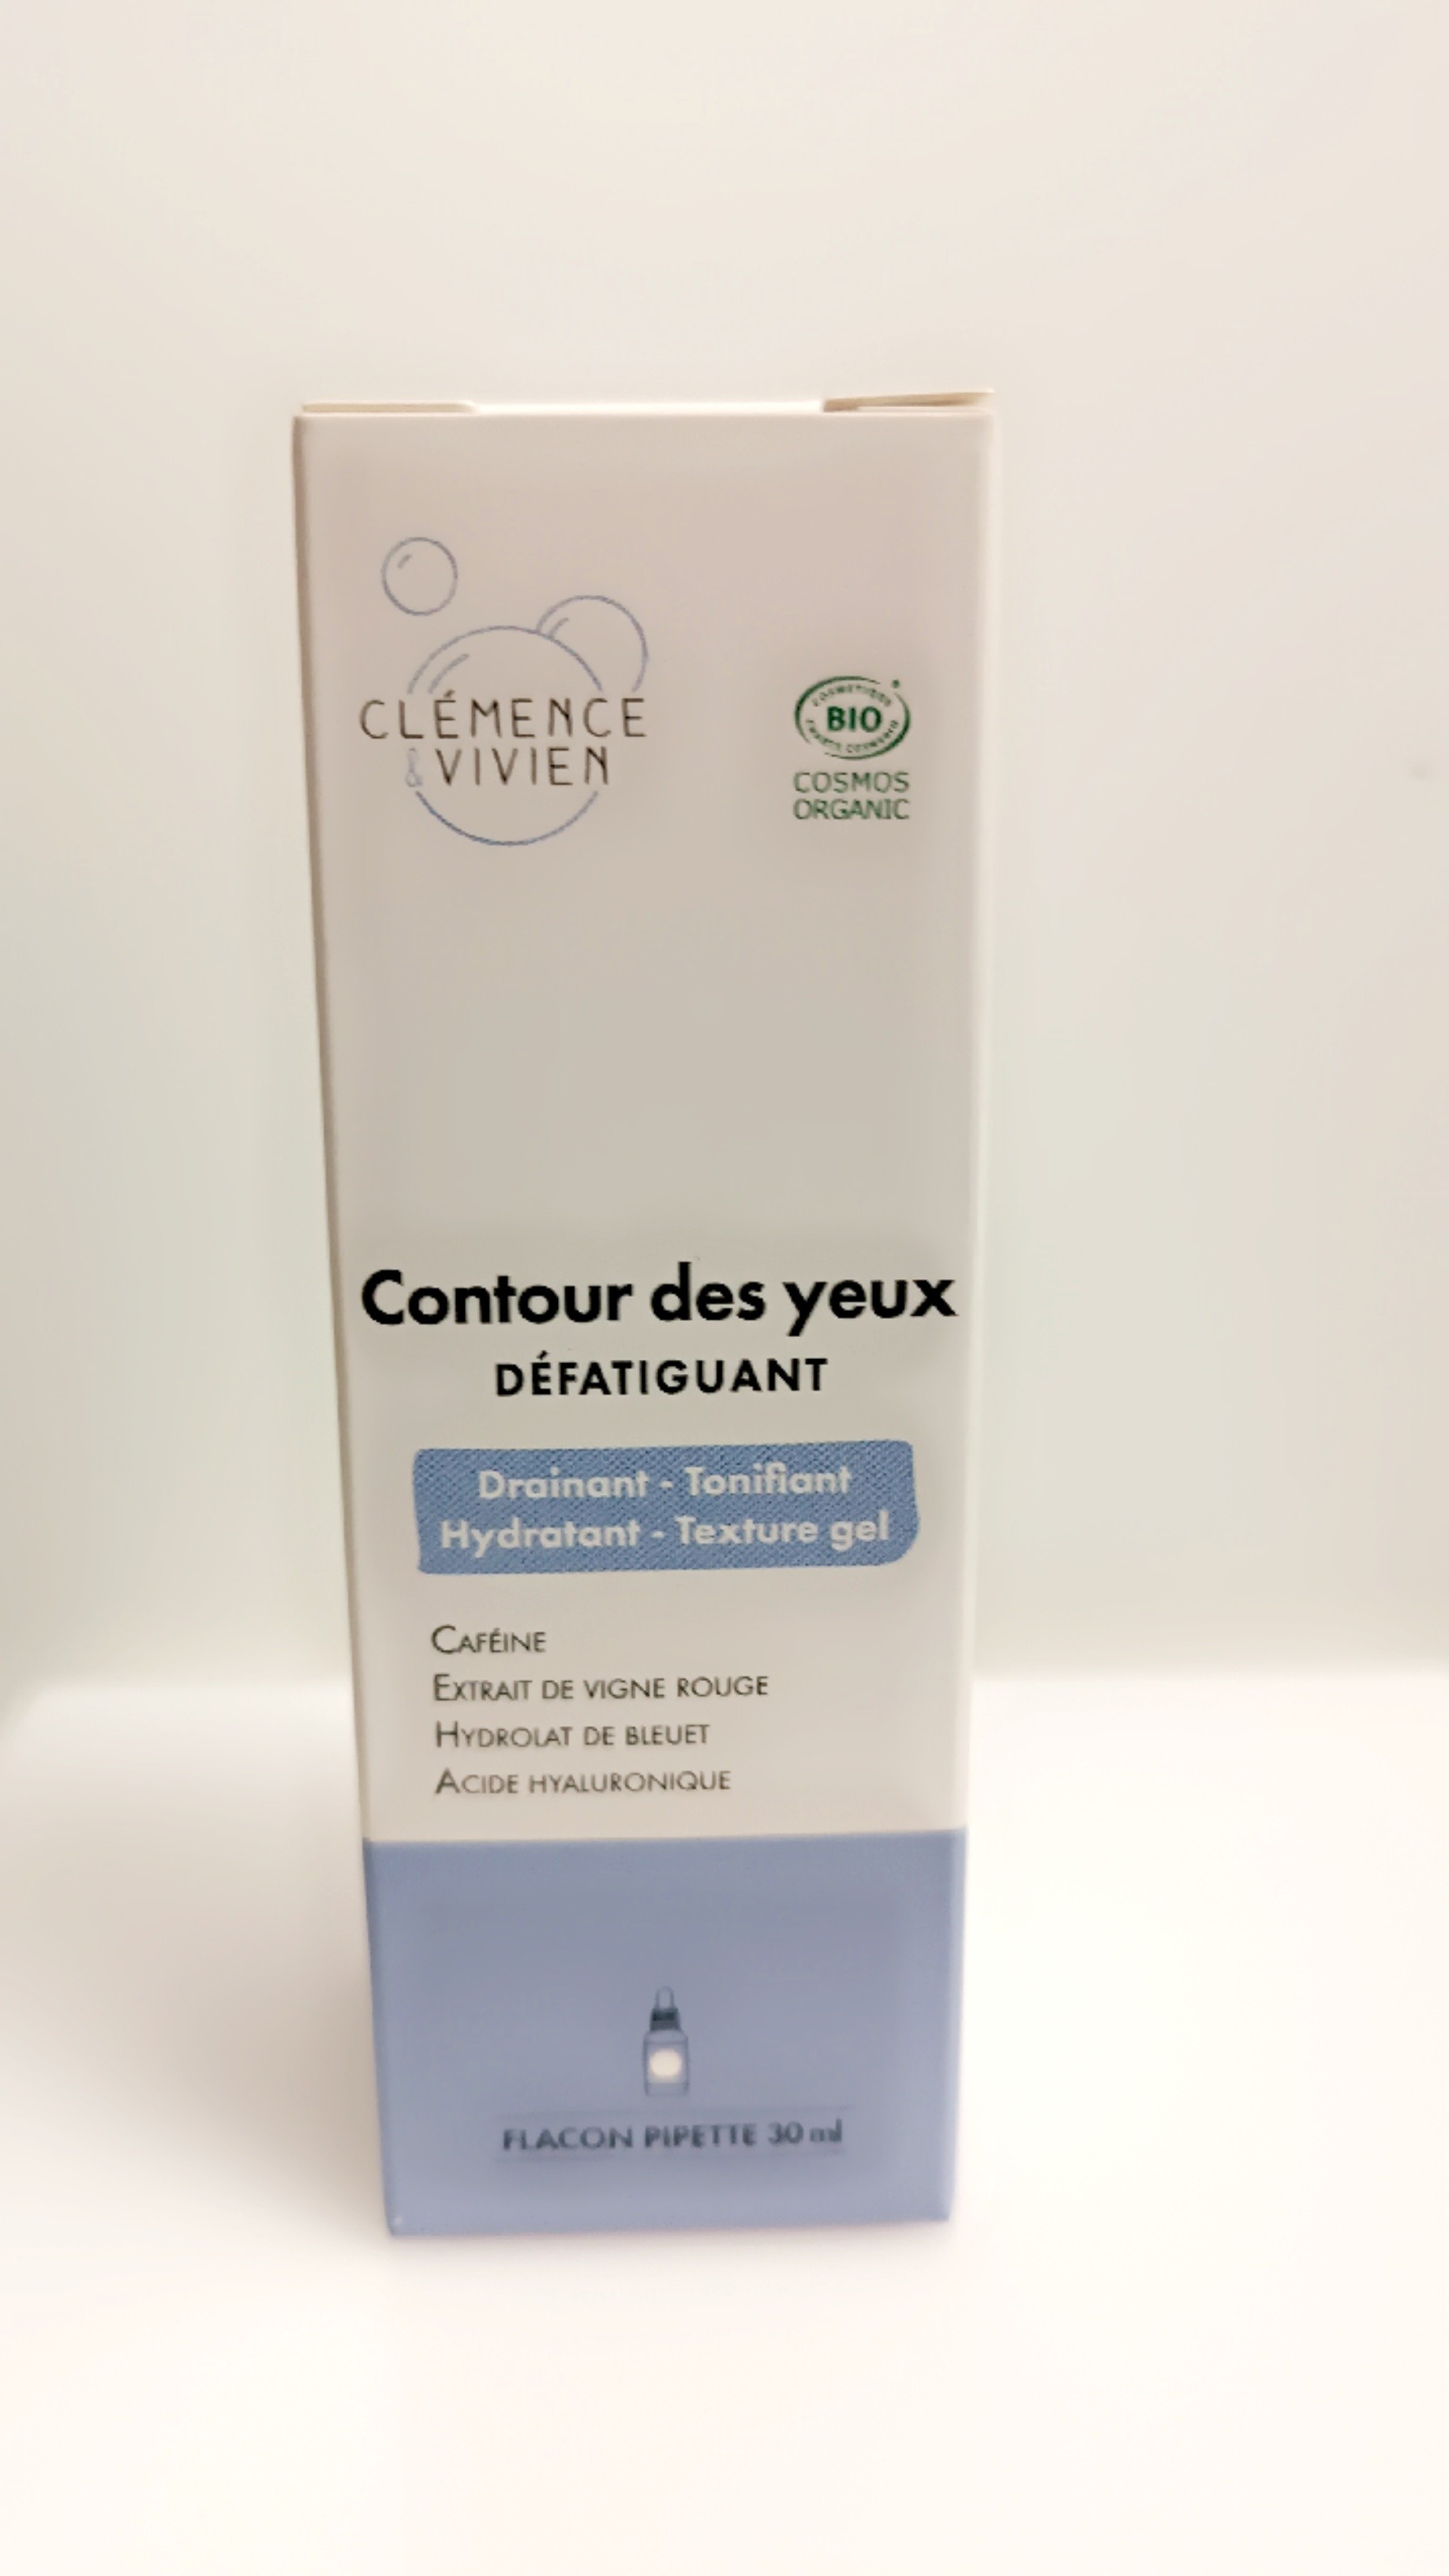 CLÉMENCE
& VIVIEN
BIO
COSMOS
ORGANIC
Contour des yeux
DÉFATIGUANT
Drainant - Tonifiant
Hydratant - Texture gel
CAFÉINE
EXTRAIT DE VIGNE ROUGE
HYDROLAT DE BLEUET
ACIDE HYALURONIQUE
FLACON PIPETTE 30 ml